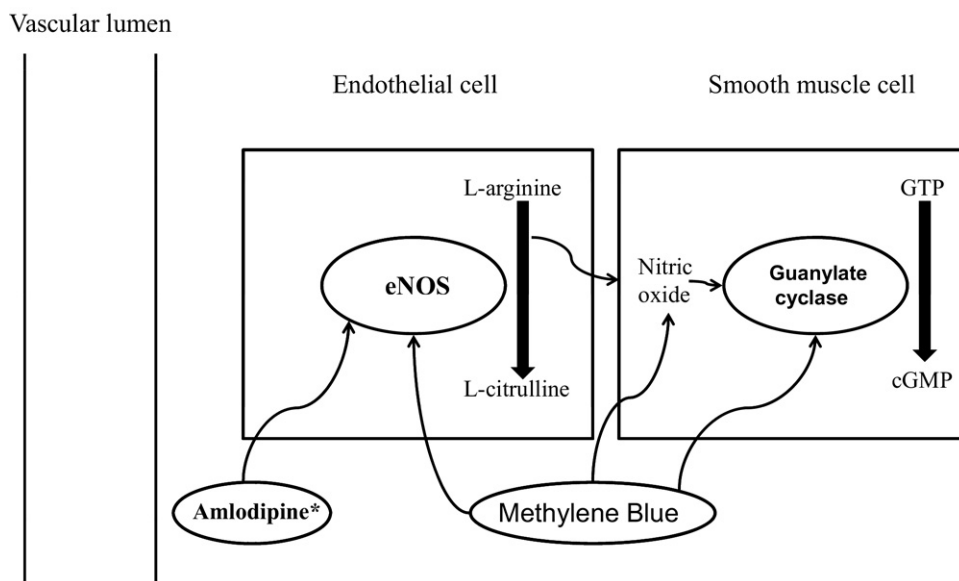 Vascular lumen
Endothelial cell
Smooth muscle cell
L-arginine
GTP
eNOS
Nitric
oxide
Guanylate
cyclase
L-citrulline
cGMP
Amlodipine*
Methylene Blue